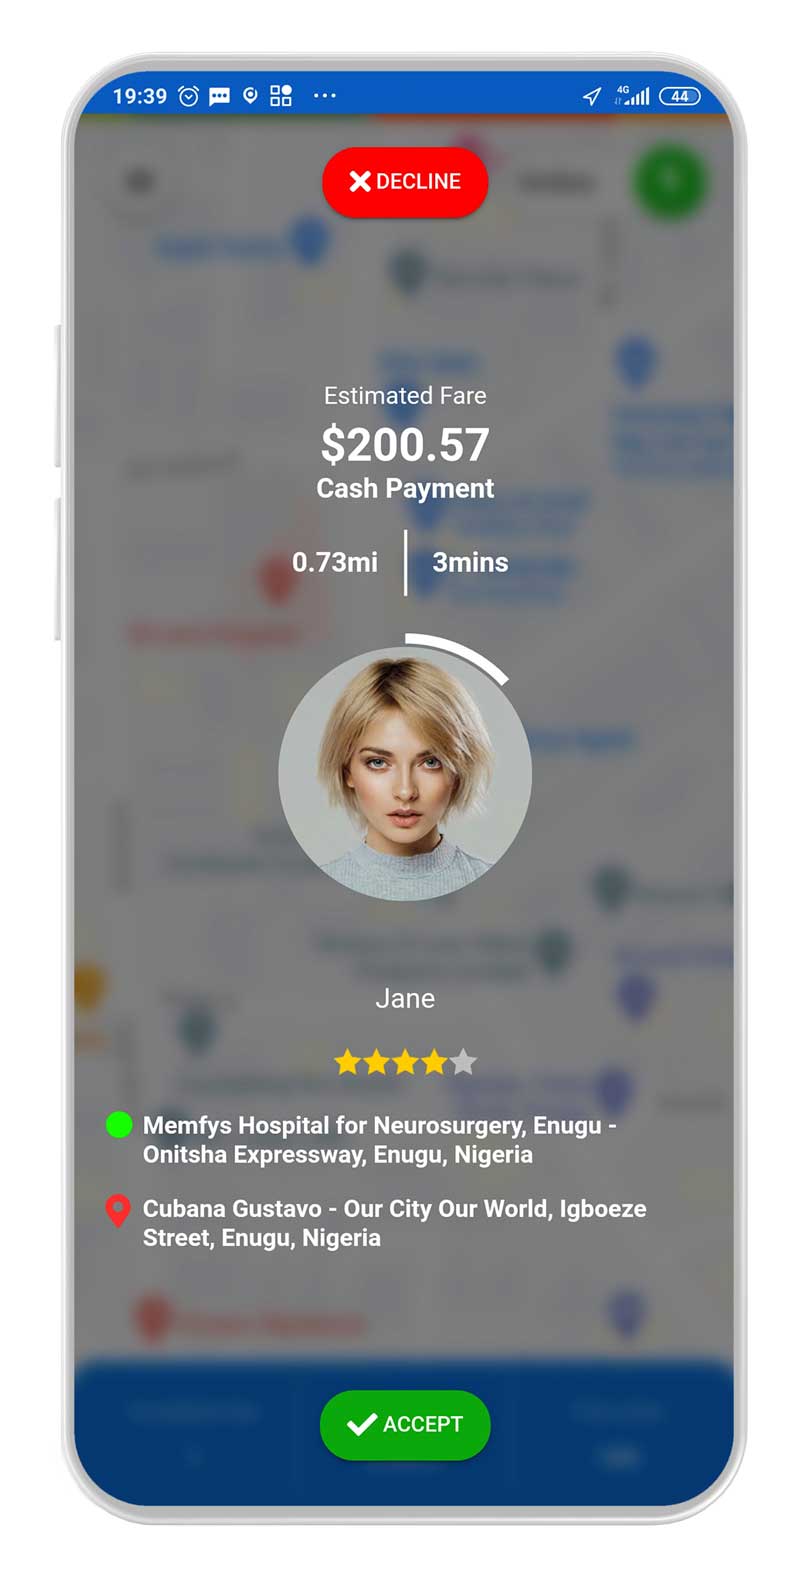 19:39
4G
44
DECLINE
Estimated Fare
$200.57
Cash Payment
0.73mi
3mins
Jane
Memfys Hospital for Neurosurgery, Enugu -
Onitsha Expressway, Enugu, Nigeria
Cubana Gustavo - Our City Our World, Igboeze
Street, Enugu, Nigeria
ACCEPT